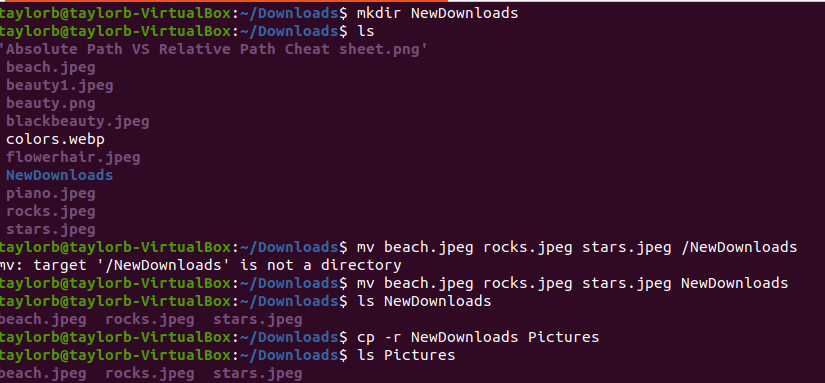 taylorb@taylorb-VirtualBox:~/Downloads$ mkdir NewDownloads
taylorb@taylorb-VirtualBox:~/Downloads$ ls
'Absolute Path VS Relative Path Cheat sheet.png'
beach.jpeg
beauty1.jpeg
beauty.png
blackbeauty.jpeg
colors.webp
flowerhair.jpeg
NewDownloads
piano.jpeg
rocks.jpeg
stars.jpeg
taylorb@taylorb-VirtualBox:~/Downloads$ mv beach.jpeg rocks.jpeg stars.jpeg /NewDownloads
mv: target '/NewDownloads' is not a directory
taylorb@taylorb-VirtualBox:~/Downloads$ mv beach.jpeg rocks.jpeg stars.jpeg NewDownloads
taylorb@taylorb-VirtualBox:~/Downloads$ ls NewDownloads
beach.jpeg  rocks.jpeg  stars.jpeg
taylorb@taylorb-VirtualBox:~/Downloads$ cp -r NewDownloads Pictures
taylorb@taylorb-VirtualBox:~/Downloads$ ls Pictures
beach.jpeg  rocks.jpeg  stars.jpeg